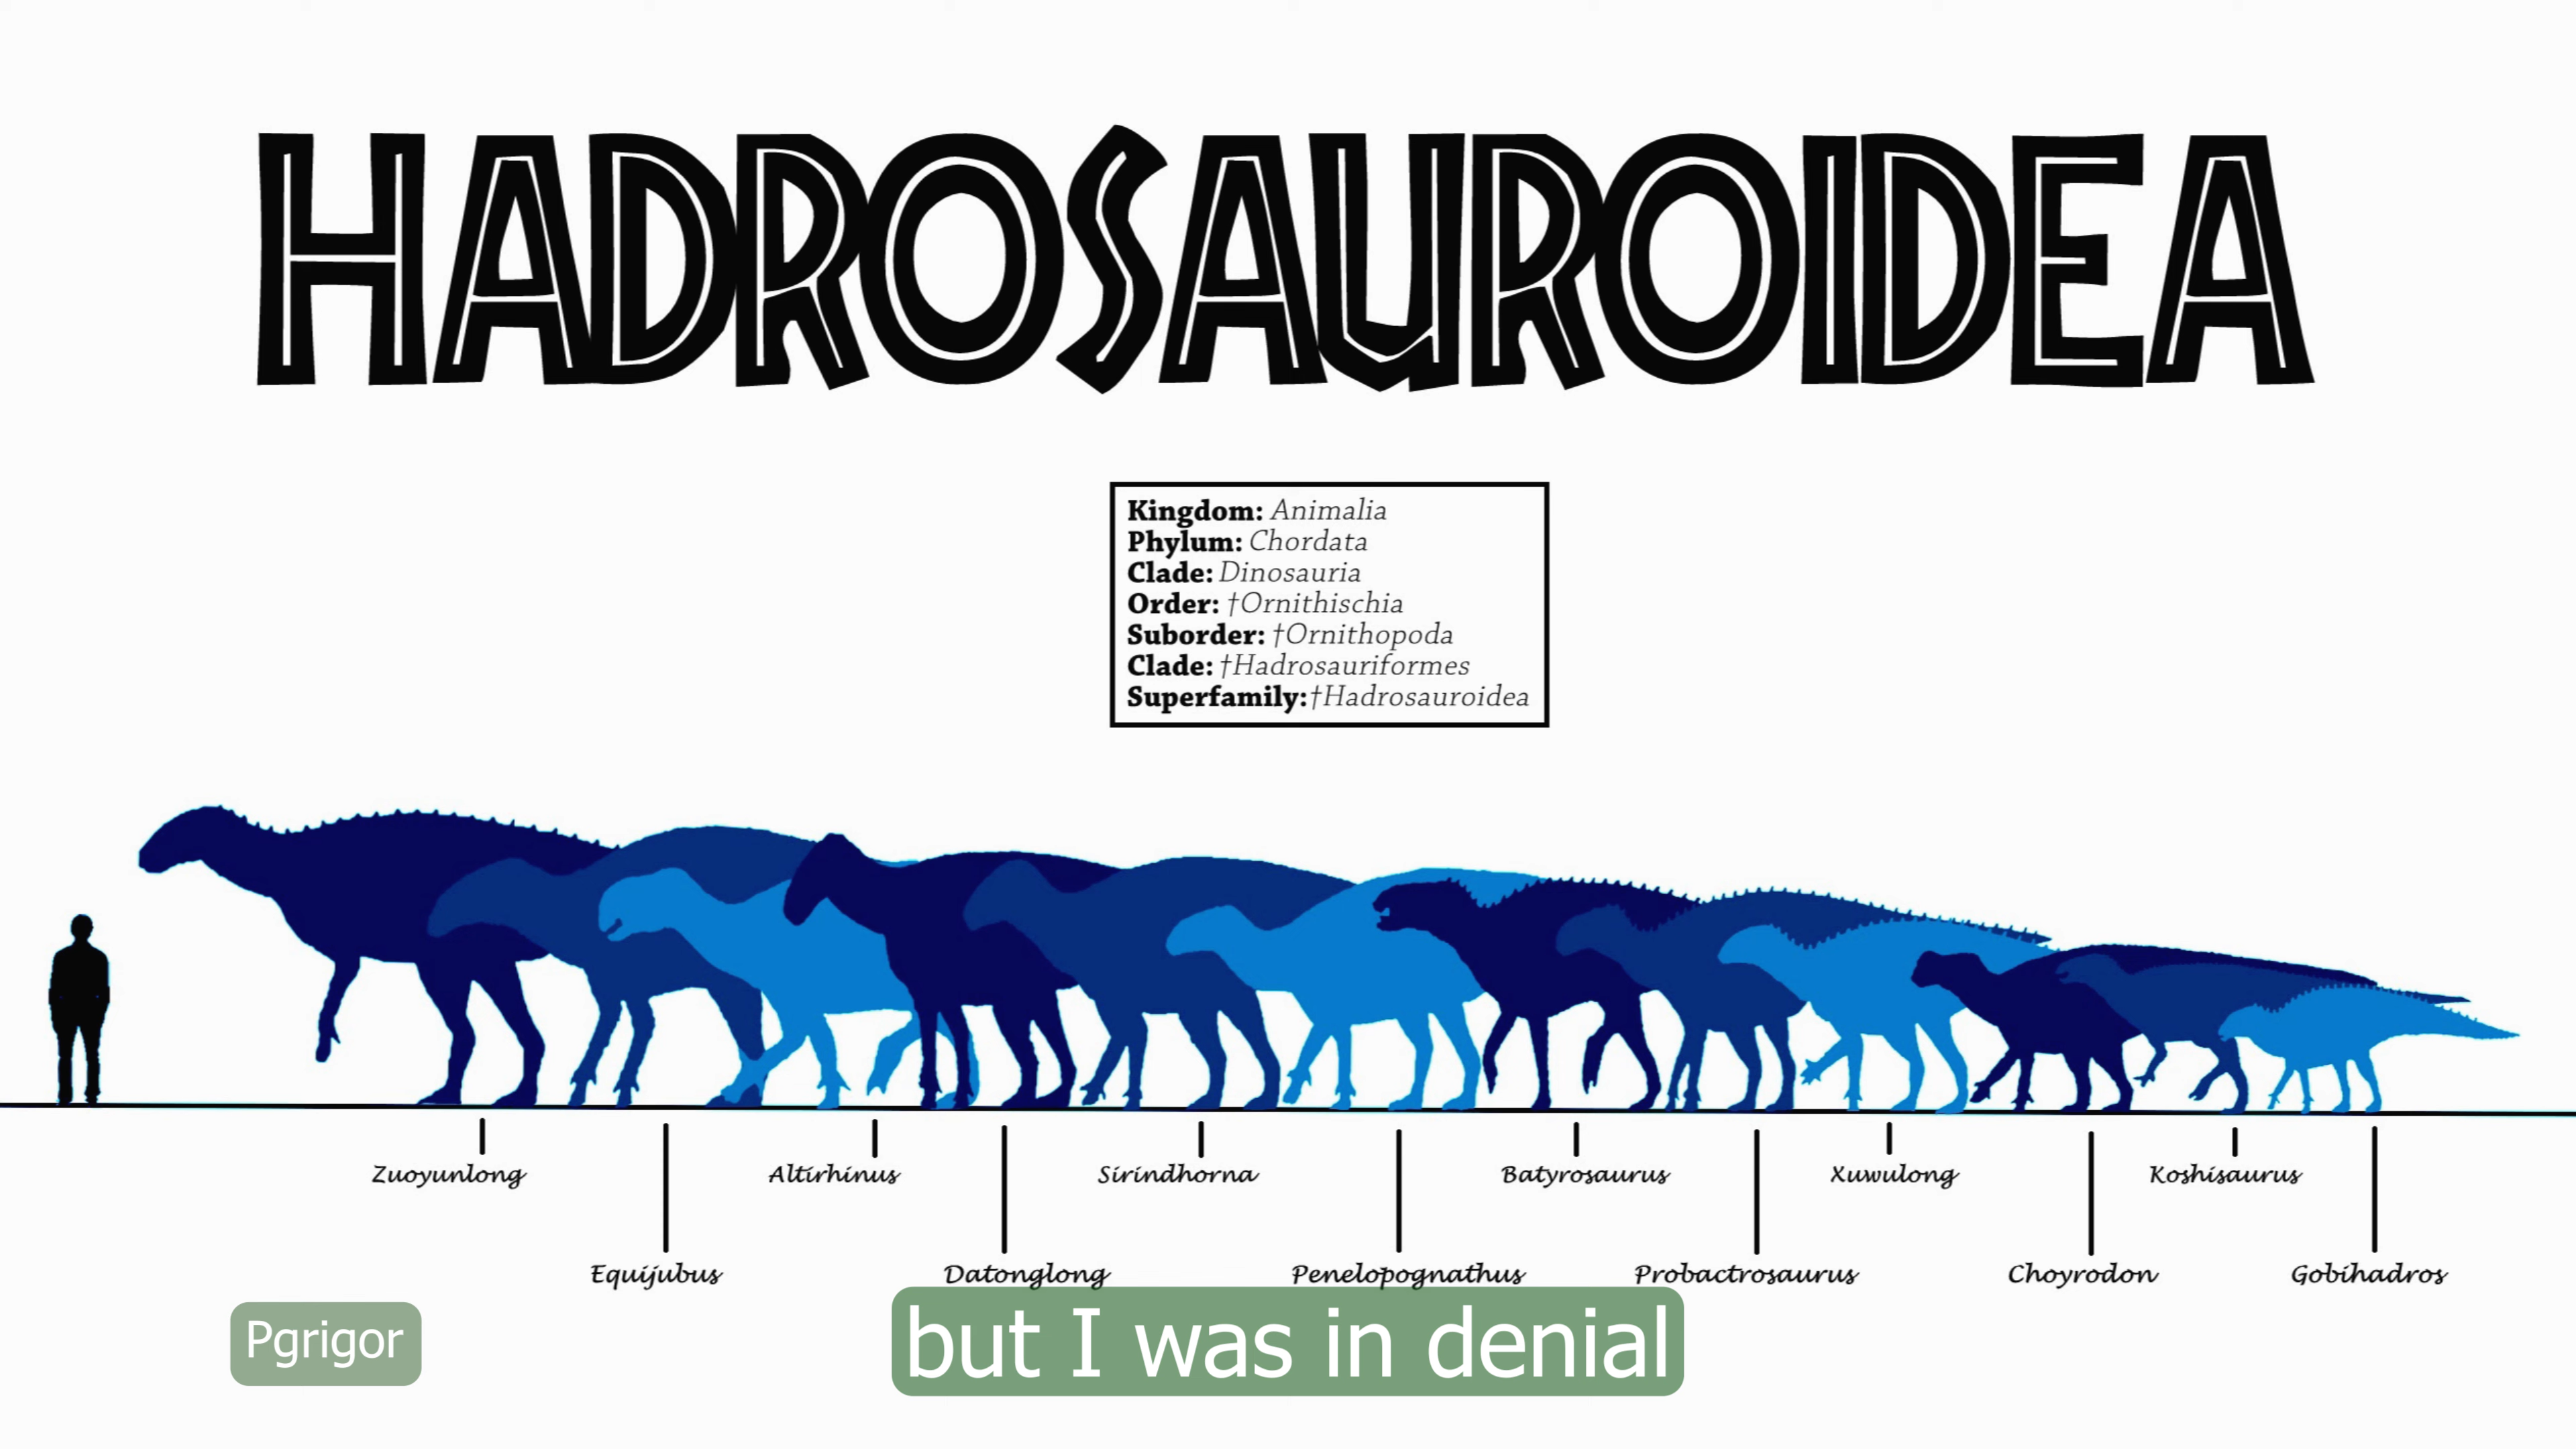 HADROSAUROIDEA
Kingdom: Animalia
Phylum: Chordata
Clade: Dinosauria
Order: †Ornithischia
Suborder: †Ornithopoda
Clade: †Hadrosauriformes
Superfamily:†Hadrosauroidea
Zuoyunlong Altirhinus Sirindhorna Batyrosaurus Xuwulong Koshisaurus
Equijubus Datonglong Penelopognathus Probactrosaurus Choyrodon Gobihadros
Pgrigor
but I was in denial